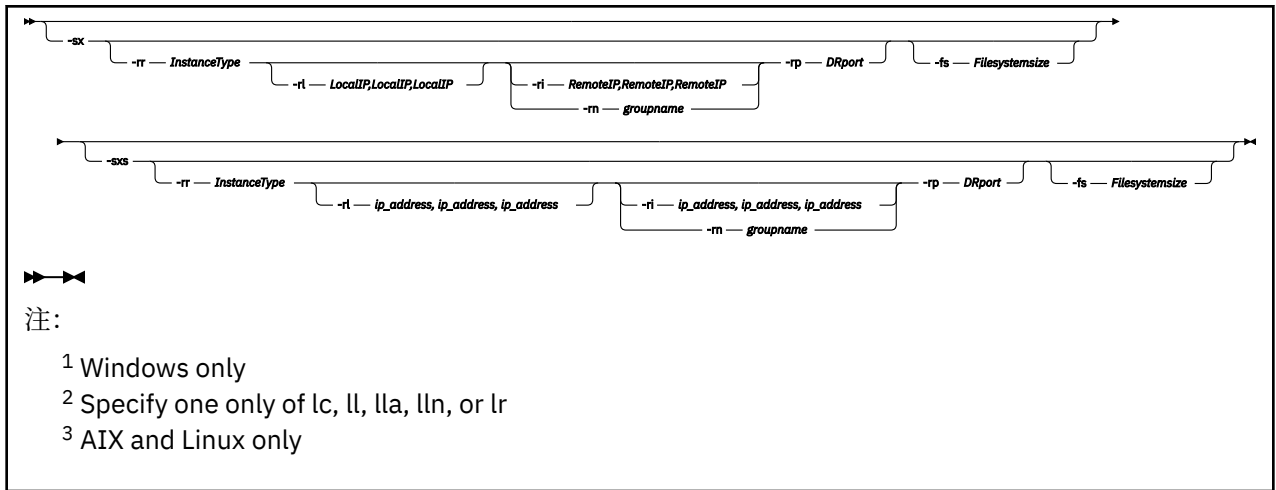 -sx
-rr InstanceType -rp DRport -fs Filesystemsize
-rl LocalIP,LocalIP,LocalIP -ri RemoteIP,RemoteIP,RemoteIP
-rn groupname
-sxs
-rr InstanceType -rp DRport -fs Filesystemsize
-rl ip_address, ip_address, ip_address -ri ip_address, ip_address, ip_address
-rn groupname
注：
1 Windows only
2 Specify one only of lc, ll, lla, lln, or lr
3 AIX and Linux only